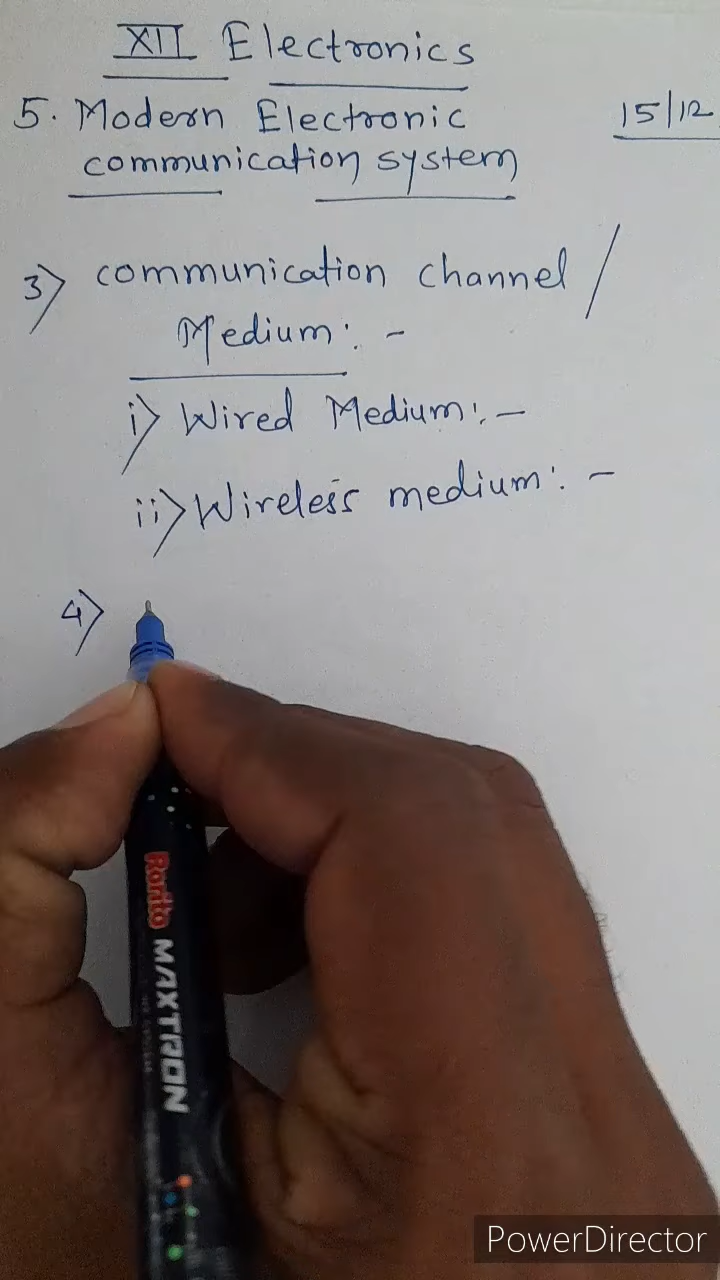 XII Electronics
5. Modern Electronic
15/12
communication system
3) communication channel /
Medium: -
i) Wired Medium: -
ii) Wireless medium: -
4)
Rorito MAXTRON
PowerDirector